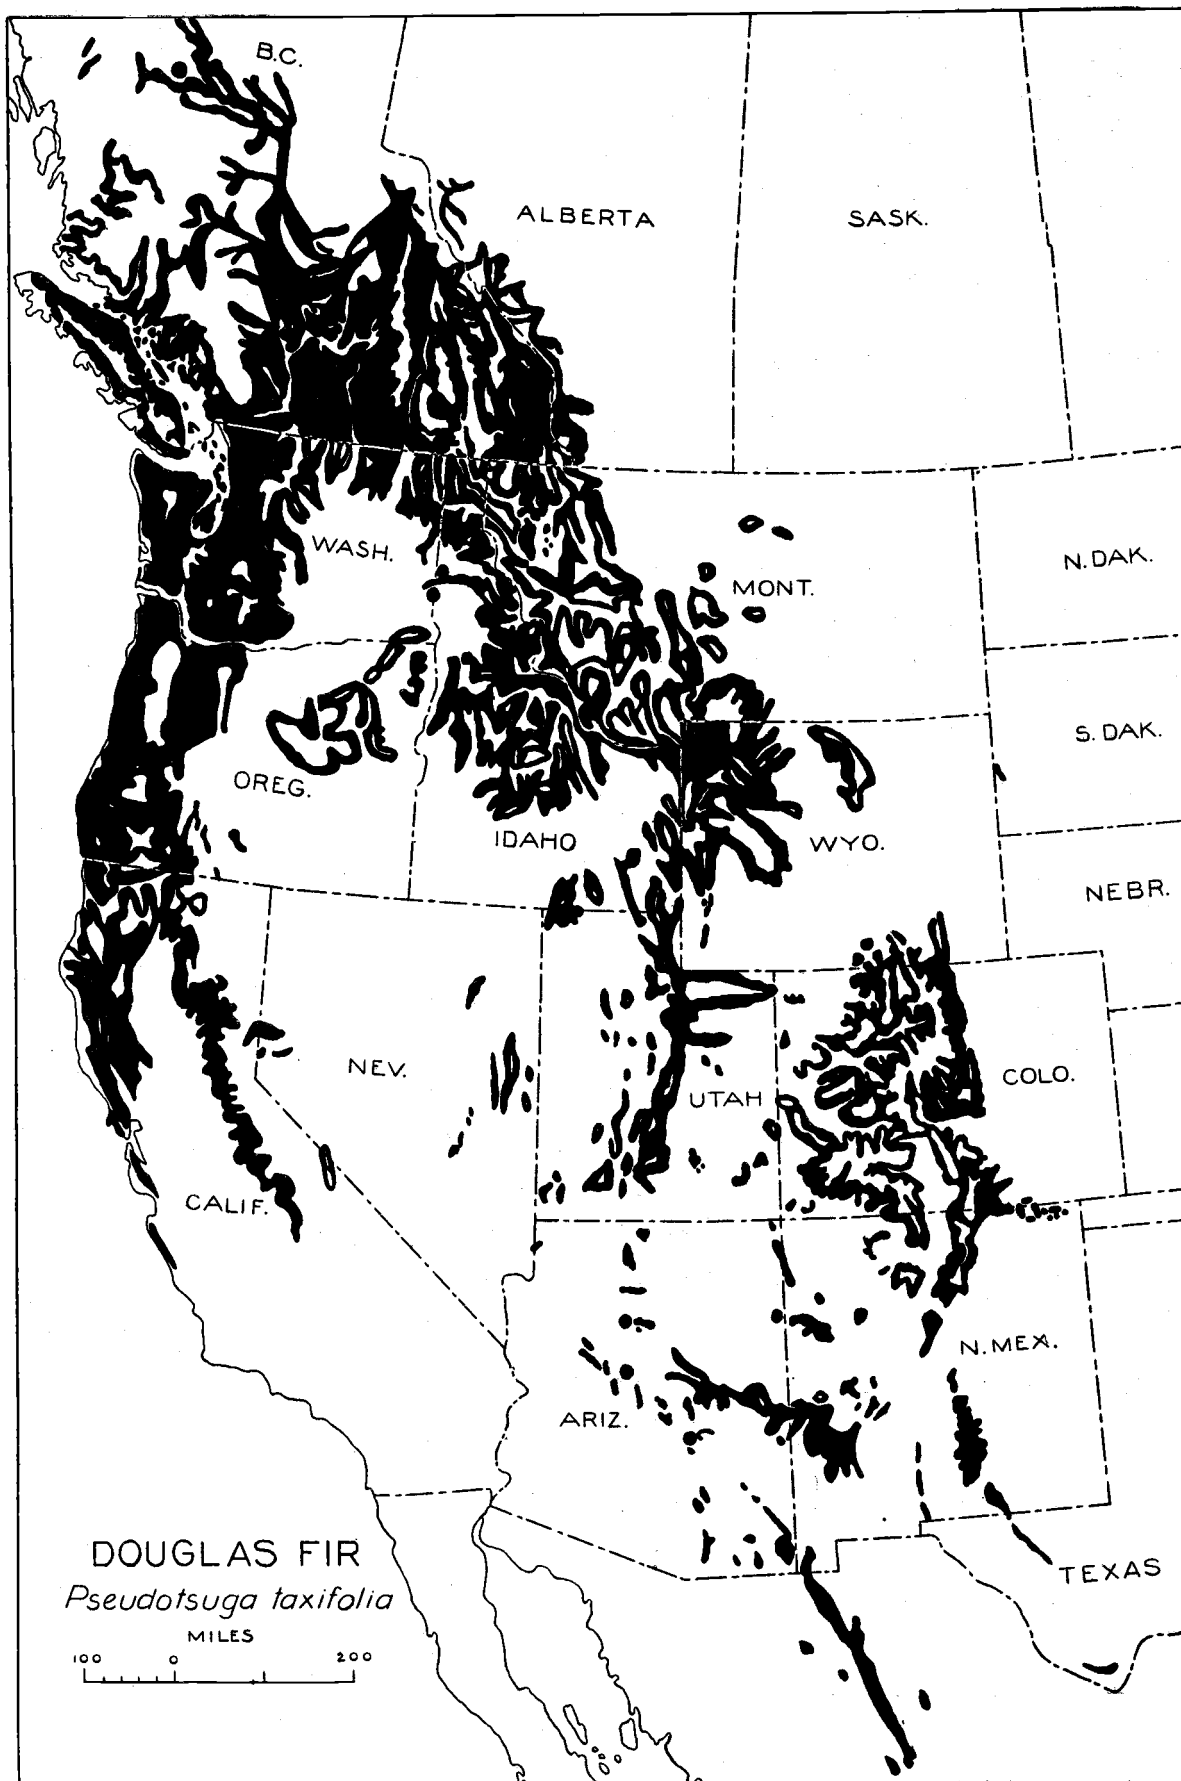 B.C.
ALBERTA
SASK.
WASH.
MONT.
N. DAK.
S. DAK.
OREG.
IDAHO
WYO.
NEBR.
NEV.
UTAH
COLO.
CALIF.
N. MEX.
ARIZ.
DOUGLAS FIR
Pseudotsuga taxifolia
MILES
100 0 200
TEXAS